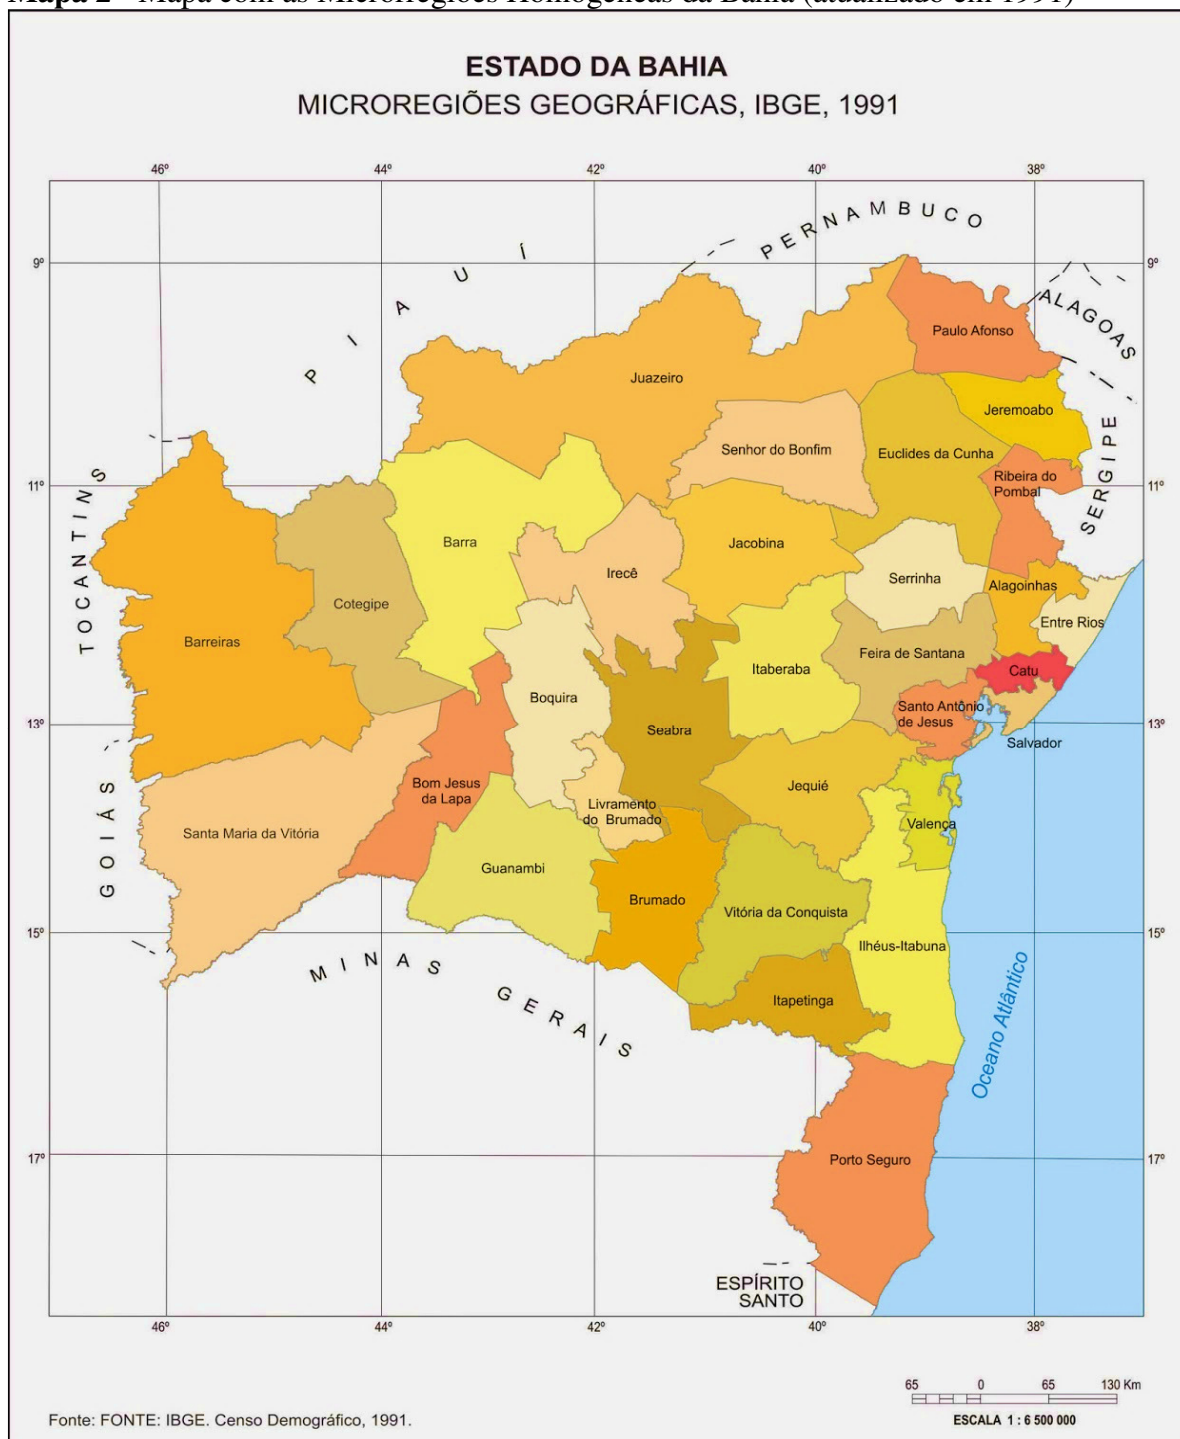 Mapa 2 - Mapa com as Microrregiões Homogêneas da Bahia (atualizado em 1991)
ESTADO DA BAHIA
MICROREGIÕES GEOGRÁFICAS, IBGE, 1991
46º 44º 42º 40º 38º
PERNAMBUCO
PIAUÍ
9º 9º
ALAGOAS
Paulo Afonso
Juazeiro
Jeremoabo
SERGIPE
Senhor do Bonfim
Euclides da Cunha
Ribeira do
Pombal
11º 11º
TOCANTINS
Barra
Jacobina
Irecê
Serrinha
Alagoinhas
Cotegipe
Entre Rios
Barreiras
Feira de Santana
Itaberaba
Catu
Boquira
Santo Antônio
de Jesus
13º 13º
Seabra
Salvador
GOIÁS
Bom Jesus
da Lapa
Jequié
Livramento
do Brumado
Valença
Santa Maria da Vitória
Guanambi
Brumado
Vitória da Conquista
15º 15º
Ilhéus-Itabuna
MINAS GERAIS
Itapetinga
Oceano Atlântico
17º 17º
Porto Seguro
ESPÍRITO
SANTO
46º 44º 42º 40º 38º
65 0 65 130 Km
ESCALA 1 : 6 500 000
Fonte: FONTE: IBGE. Censo Demográfico, 1991.